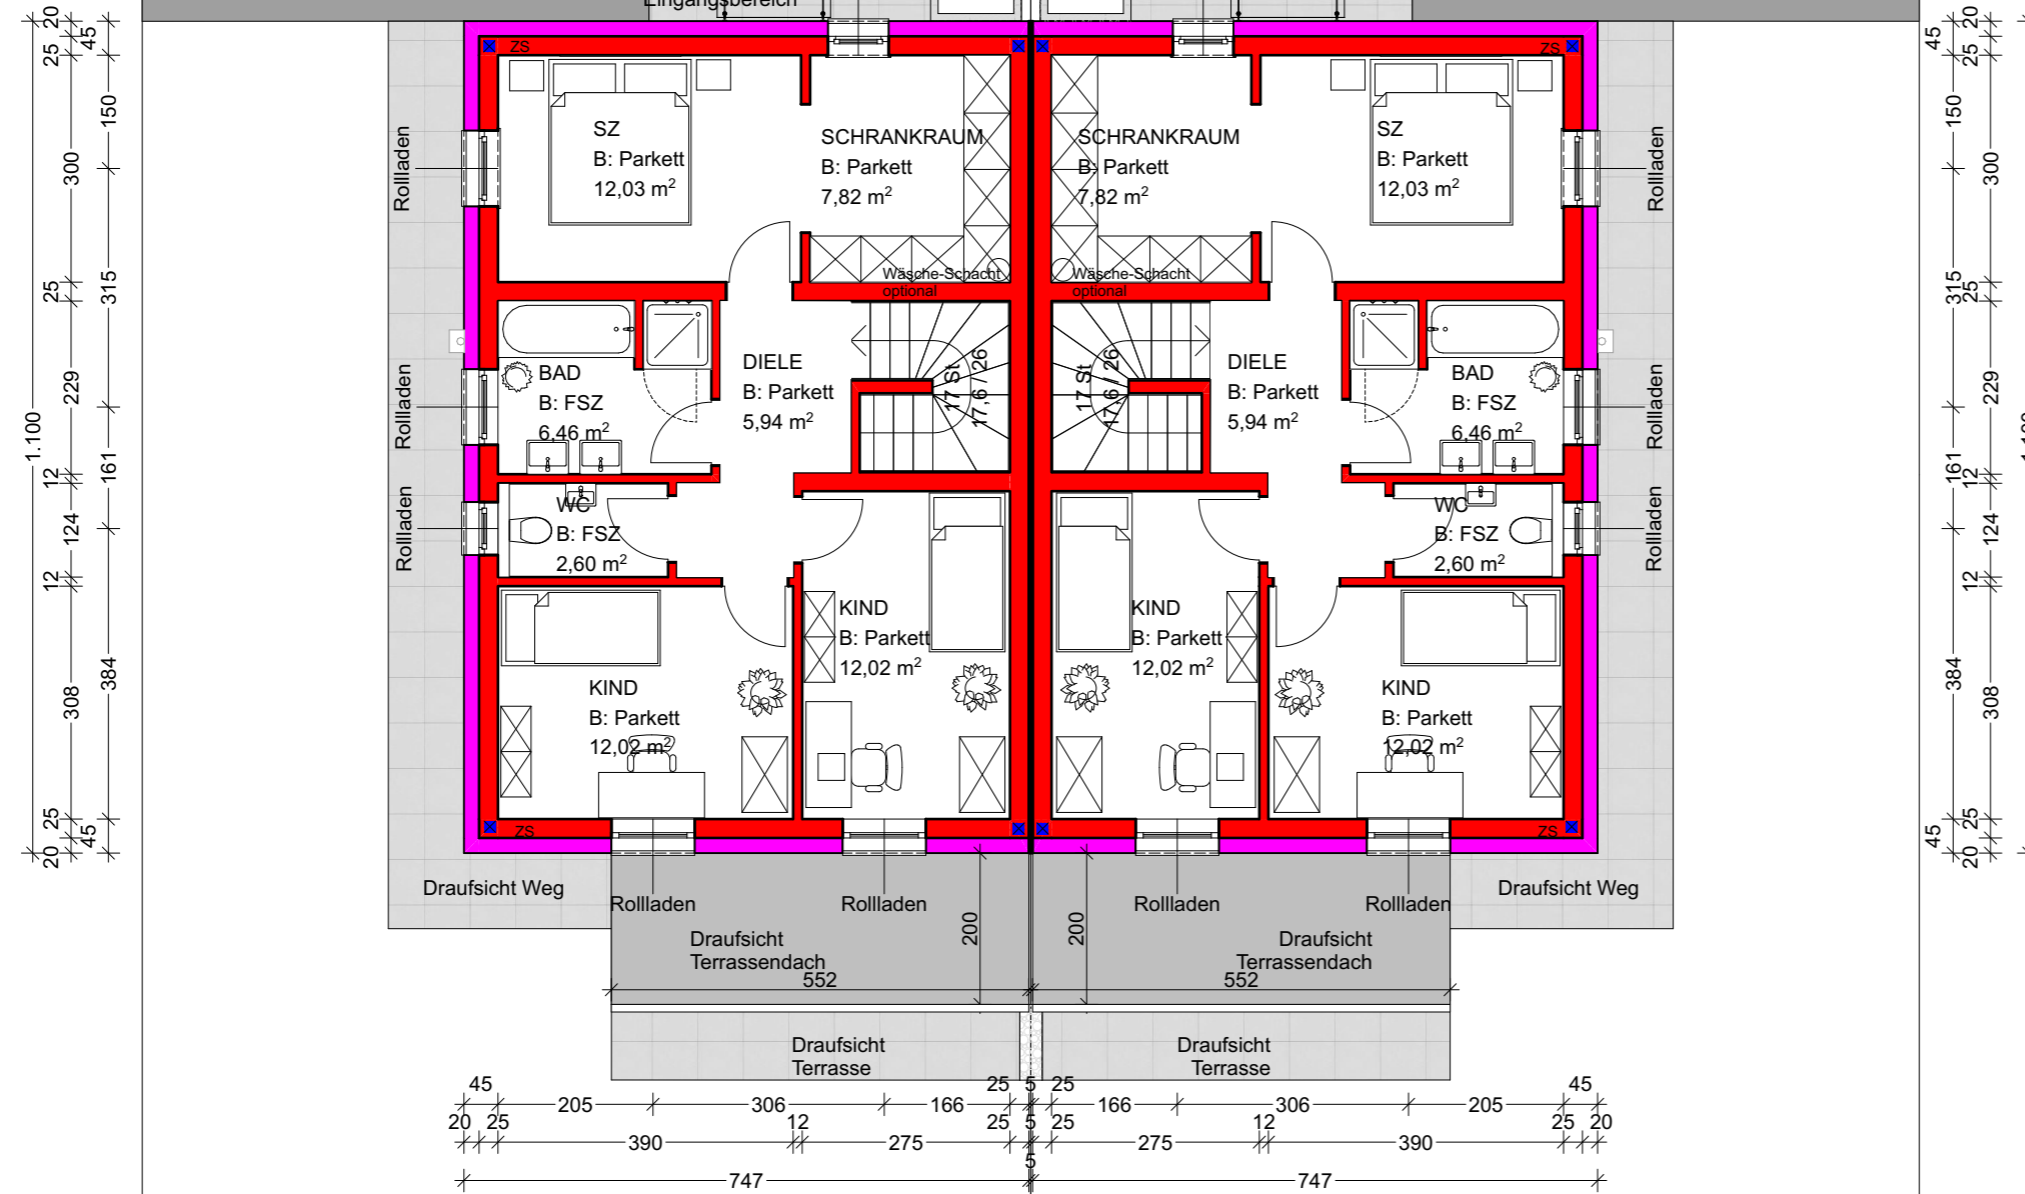 Eingangsbereich
20
45
25
150
300
25
315
229
1.100
12
161
124
12
384
308
25
45
20
Rollladen
Rollladen
Rollladen
ZS
SZ
B: Parkett
12,03 m²
SCHRANKRAUM
B: Parkett
7,82 m²
Wäsche-Schacht
optional
BAD
B: FSZ
6,46 m²
DIELE
B: Parkett
5,94 m²
17 St
17,6 / 26
WC
B: FSZ
2,60 m²
KIND
B: Parkett
12,02 m²
KIND
B: Parkett
12,02 m²
ZS
ZS
SCHRANKRAUM
B: Parkett
7,82 m²
SZ
B: Parkett
12,03 m²
Wäsche-Schacht
optional
17 St
17,6 / 26
DIELE
B: Parkett
5,94 m²
BAD
B: FSZ
6,46 m²
WC
B: FSZ
2,60 m²
KIND
B: Parkett
12,02 m²
KIND
B: Parkett
12,02 m²
ZS
Rollladen
Rollladen
Rollladen
20
45
25
150
300
315
25
229
161
12
124
12
384
308
25
45
20
Draufsicht Weg
Rollladen
Rollladen
Rollladen
Rollladen
Draufsicht Weg
200
200
Draufsicht
Terrassendach
Draufsicht
Terrassendach
552
552
Draufsicht
Terrasse
Draufsicht
Terrasse
45 25 5 25 45
205 306 166 166 306 205
20 25 12 25 5 25 12 25 20
390 275 275 390
5
747 747